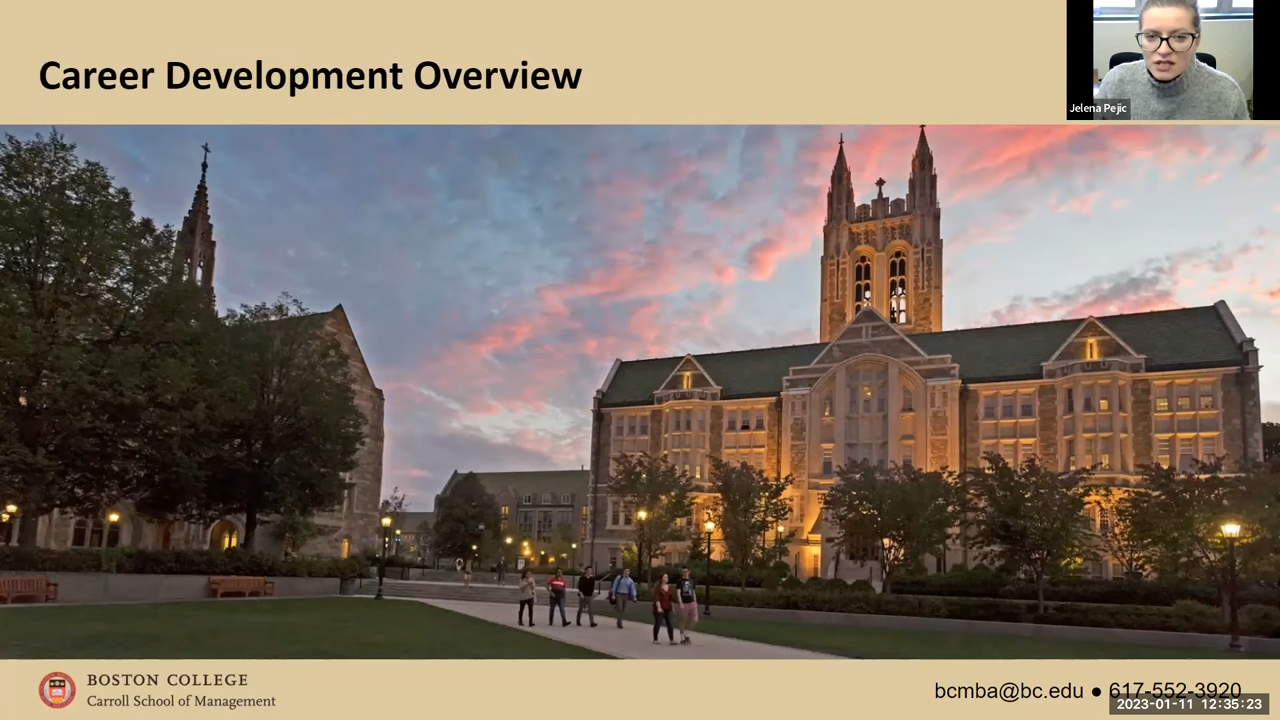 Career Development Overview
Jelena Pejic
BOSTON COLLEGE
Carroll School of Management
bcmba@bc.edu ● 617-552-3920
2023-01-11 12:35:23